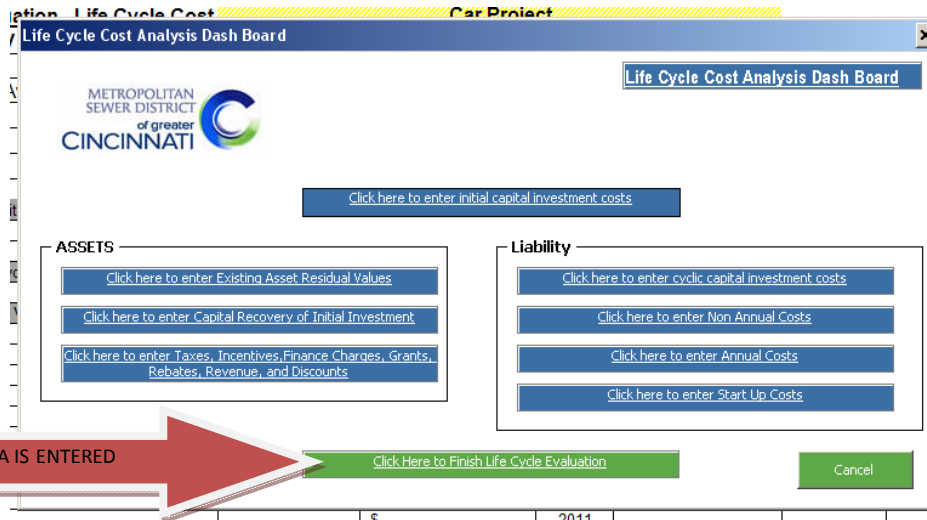 Life Cycle Cost
Car Project
Life Cycle Cost Analysis Dash Board
Life Cycle Cost Analysis Dash Board
METROPOLITAN
SEWER DISTRICT
of greater
CINCINNATI
Click here to enter initial capital investment costs
ASSETS
Click here to enter Existing Asset Residual Values
Click here to enter Capital Recovery of Initial Investment
Click here to enter Taxes, Incentives,Finance Charges, Grants,
Rebates, Revenue, and Discounts
Liability
Click here to enter cyclic capital investment costs
Click here to enter Non Annual Costs
Click here to enter Annual Costs
Click here to enter Start Up Costs
IS ENTERED
Click Here to Finish Life Cycle Evaluation
Cancel
$ 2011